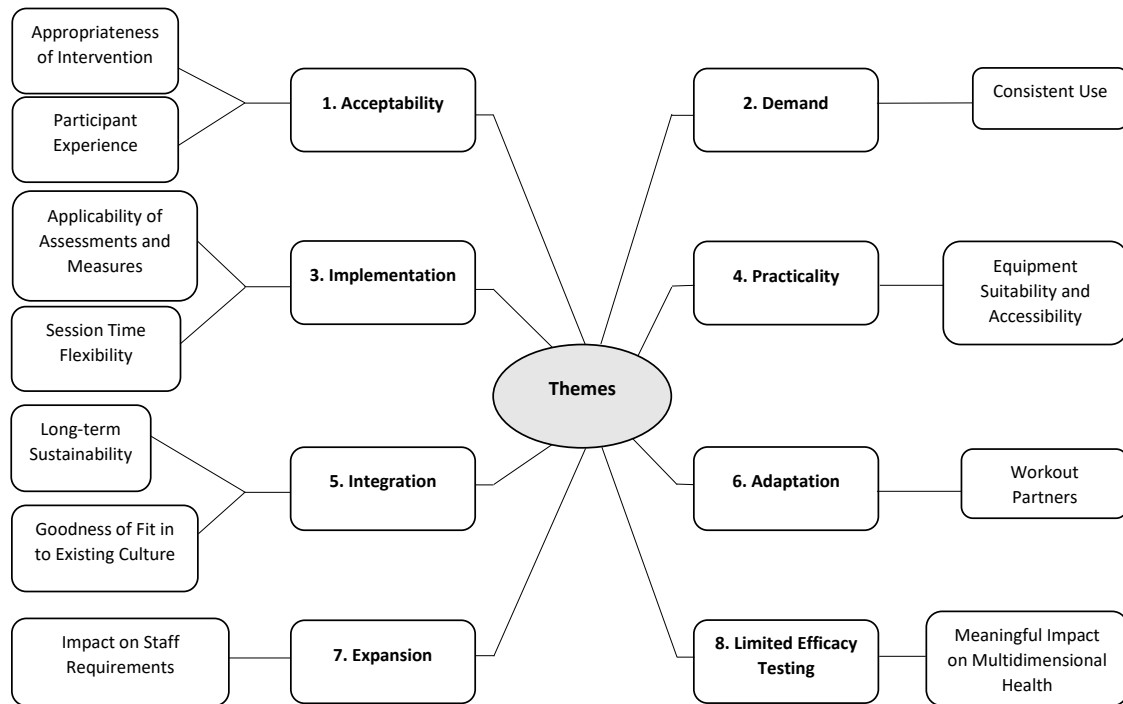 Appropriateness
of Intervention
1. Acceptability
Participant
Experience
2. Demand
Consistent Use
Applicability of
Assessments and
Measures
3. Implementation
Session Time
Flexibility
4. Practicality
Equipment
Suitability and
Accessibility
Themes
Long-term
Sustainability
5. Integration
Goodness of Fit in
to Existing Culture
6. Adaptation
Workout
Partners
Impact on Staff
Requirements
7. Expansion
8. Limited Efficacy
Testing
Meaningful Impact
on Multidimensional
Health